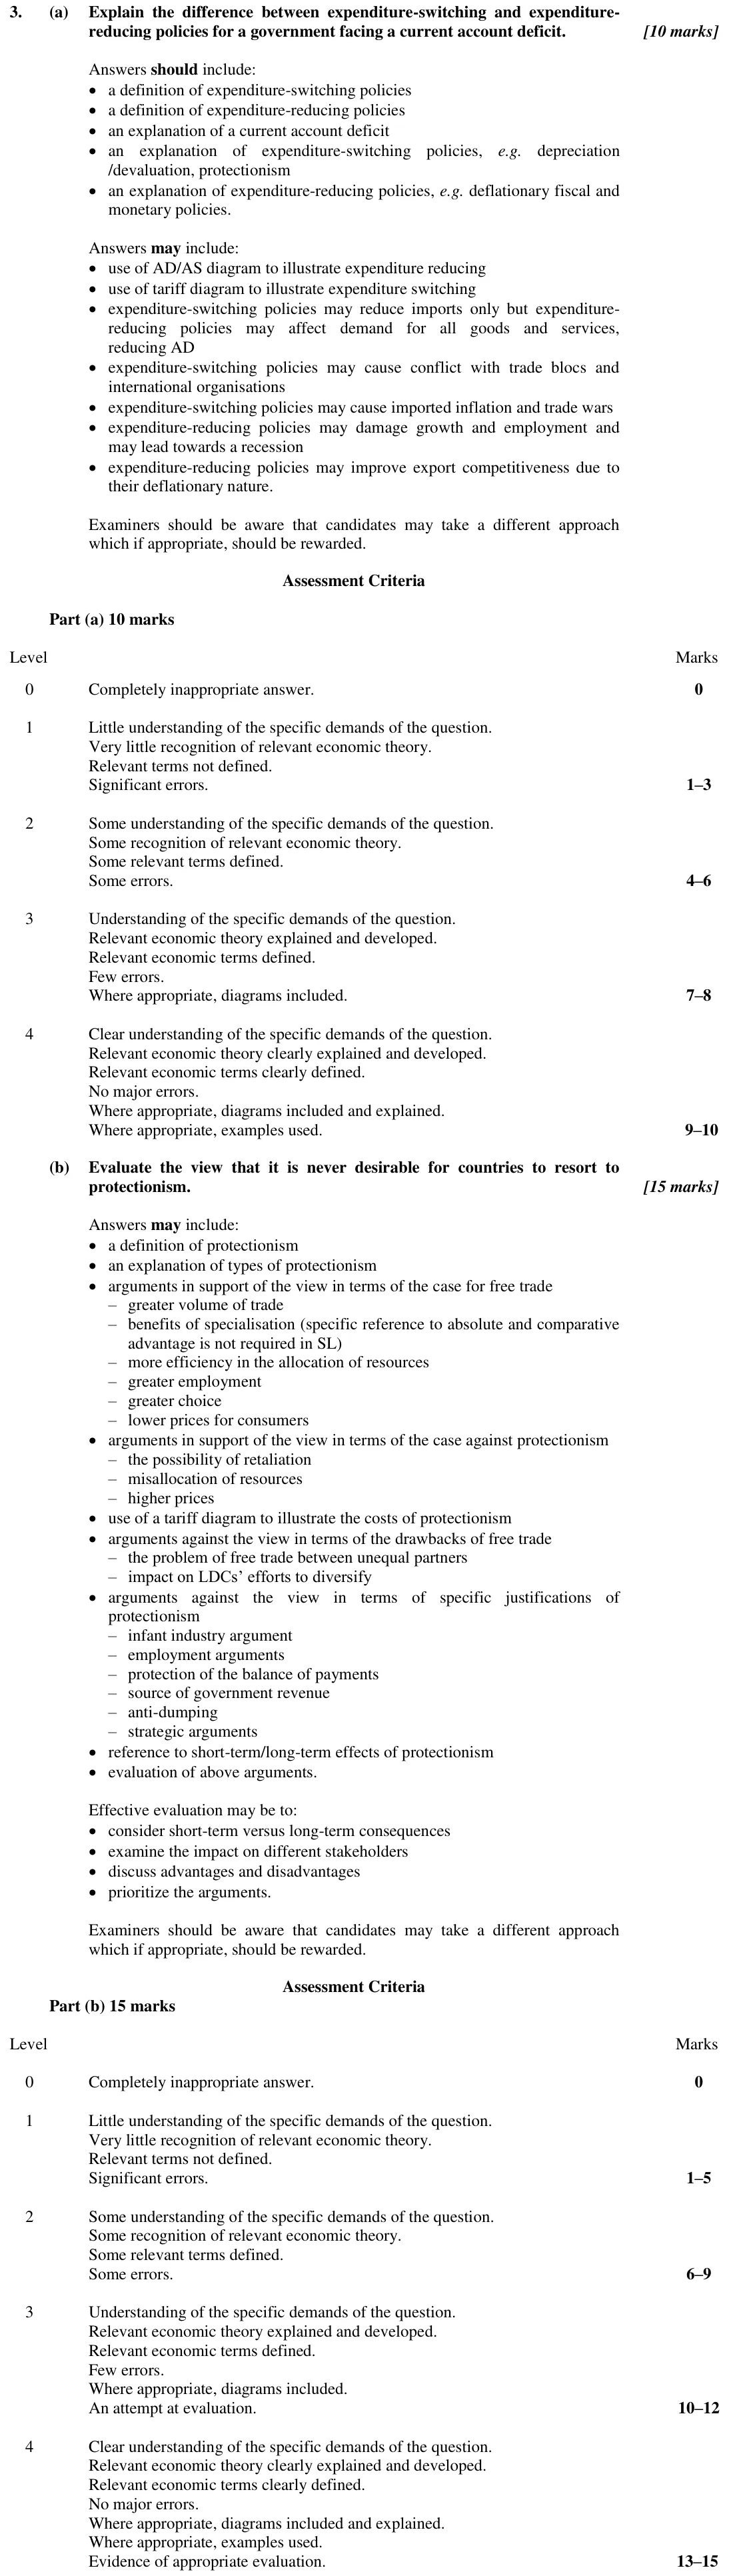 3. (a) Explain the difference between expenditure-switching and expenditure-
reducing policies for a government facing a current account deficit. [10 marks]
Answers should include:
• a definition of expenditure-switching policies
• a definition of expenditure-reducing policies
• an explanation of a current account deficit
• an explanation of expenditure-switching policies, e.g. depreciation
/devaluation, protectionism
• an explanation of expenditure-reducing policies, e.g. deflationary fiscal and
monetary policies.
Answers may include:
• use of AD/AS diagram to illustrate expenditure reducing
• use of tariff diagram to illustrate expenditure switching
• expenditure-switching policies may reduce imports only but expenditure-
reducing policies may affect demand for all goods and services,
reducing AD
• expenditure-switching policies may cause conflict with trade blocs and
international organisations
• expenditure-switching policies may cause imported inflation and trade wars
• expenditure-reducing policies may damage growth and employment and
may lead towards a recession
• expenditure-reducing policies may improve export competitiveness due to
their deflationary nature.
Examiners should be aware that candidates may take a different approach
which if appropriate, should be rewarded.
Assessment Criteria
Part (a) 10 marks
Level Marks
0 Completely inappropriate answer. 0
1 Little understanding of the specific demands of the question.
Very little recognition of relevant economic theory.
Relevant terms not defined.
Significant errors. 1–3
2 Some understanding of the specific demands of the question.
Some recognition of relevant economic theory.
Some relevant terms defined.
Some errors. 4–6
3 Understanding of the specific demands of the question.
Relevant economic theory explained and developed.
Relevant economic terms defined.
Few errors.
Where appropriate, diagrams included. 7–8
4 Clear understanding of the specific demands of the question.
Relevant economic theory clearly explained and developed.
Relevant economic terms clearly defined.
No major errors.
Where appropriate, diagrams included and explained.
Where appropriate, examples used. 9–10
(b) Evaluate the view that it is never desirable for countries to resort to
protectionism. [15 marks]
Answers may include:
• a definition of protectionism
• an explanation of types of protectionism
• arguments in support of the view in terms of the case for free trade
– greater volume of trade
– benefits of specialisation (specific reference to absolute and comparative
advantage is not required in SL)
– more efficiency in the allocation of resources
– greater employment
– greater choice
– lower prices for consumers
• arguments in support of the view in terms of the case against protectionism
– the possibility of retaliation
– misallocation of resources
– higher prices
• use of a tariff diagram to illustrate the costs of protectionism
• arguments against the view in terms of the drawbacks of free trade
– the problem of free trade between unequal partners
– impact on LDCs’ efforts to diversify
• arguments against the view in terms of specific justifications of
protectionism
– infant industry argument
– employment arguments
– protection of the balance of payments
– source of government revenue
– anti-dumping
– strategic arguments
• reference to short-term/long-term effects of protectionism
• evaluation of above arguments.
Effective evaluation may be to:
• consider short-term versus long-term consequences
• examine the impact on different stakeholders
• discuss advantages and disadvantages
• prioritize the arguments.
Examiners should be aware that candidates may take a different approach
which if appropriate, should be rewarded.
Assessment Criteria
Part (b) 15 marks
Level Marks
0 Completely inappropriate answer. 0
1 Little understanding of the specific demands of the question.
Very little recognition of relevant economic theory.
Relevant terms not defined.
Significant errors. 1–5
2 Some understanding of the specific demands of the question.
Some recognition of relevant economic theory.
Some relevant terms defined.
Some errors. 6–9
3 Understanding of the specific demands of the question.
Relevant economic theory explained and developed.
Relevant economic terms defined.
Few errors.
Where appropriate, diagrams included.
An attempt at evaluation. 10–12
4 Clear understanding of the specific demands of the question.
Relevant economic theory clearly explained and developed.
Relevant economic terms clearly defined.
No major errors.
Where appropriate, diagrams included and explained.
Where appropriate, examples used.
Evidence of appropriate evaluation. 13–15